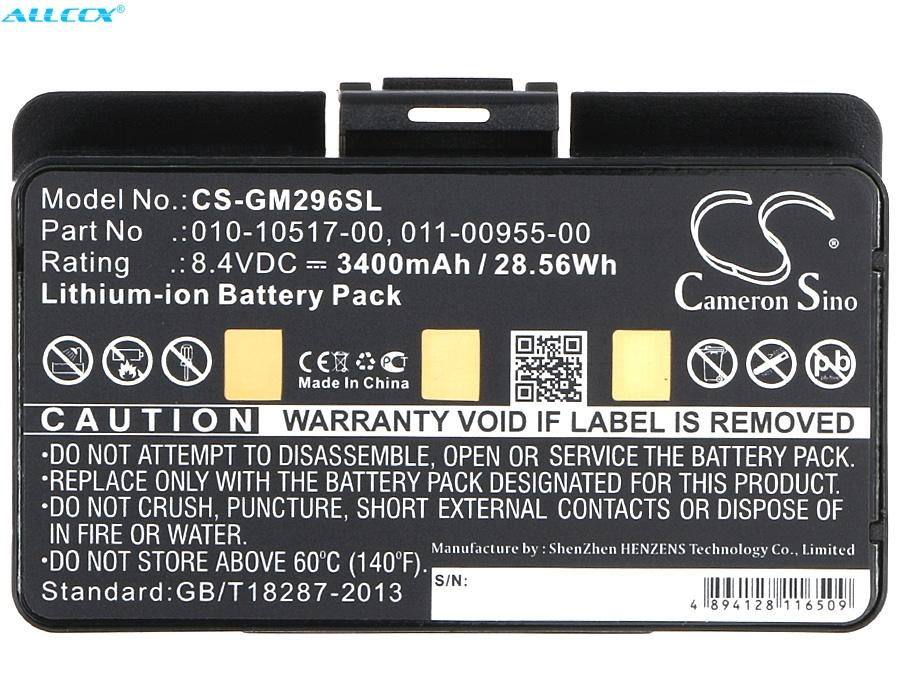 ALLCCX®
Model No.:CS-GM296SL
Part No .:010-10517-00, 011-00955-00
Rating .:8.4VDC ⎓ 3400mAh / 28.56Wh
Lithium-ion Battery Pack
CS®
Cameron Sino
CE PCT
Made In China
Pb
CAUTION WARRANTY VOID IF LABEL IS REMOVED
·DO NOT ATTEMPT TO DISASSEMBLE, OPEN OR SERVICE THE BATTERY PACK.
·REPLACE ONLY WITH THE BATTERY PACK DESIGNATED FOR THIS PRODUCT.
·DO NOT CRUSH, PUNCTURE, SHORT EXTERNAL CONTACTS OR DISPOSE OF
IN FIRE OR WATER.
·DO NOT STORE ABOVE 60°C (140°F).
Manufacture by : ShenZhen HENZENS Technology Co., Limited
Standard:GB/T18287-2013
S/N:
4 894128 116509